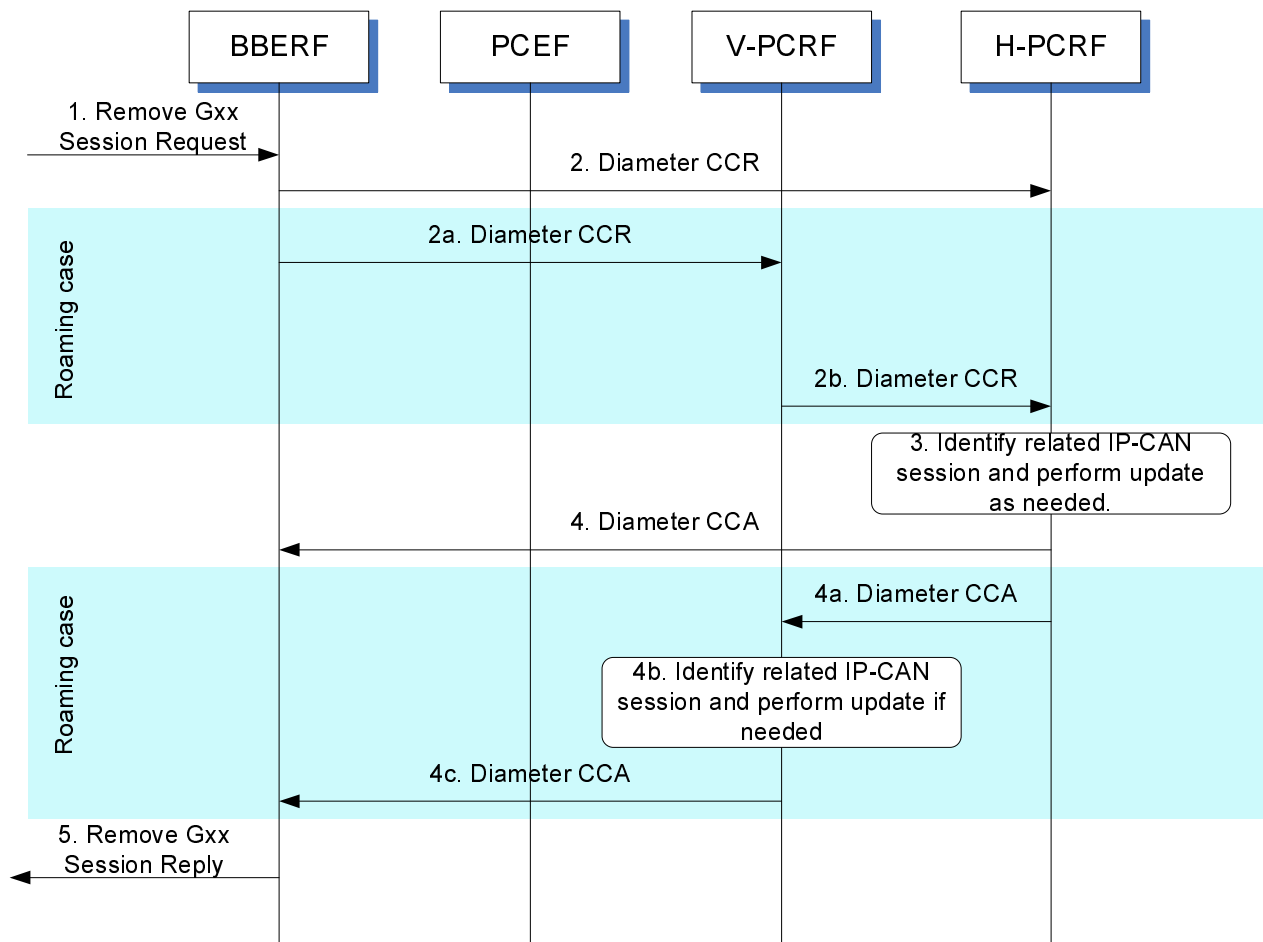 BBERF
PCEF
V-PCRF
H-PCRF
1. Remove Gxx
Session Request
2. Diameter CCR
Roaming case
2a. Diameter CCR
2b. Diameter CCR
3. Identify related IP-CAN
session and perform update
as needed.
4. Diameter CCA
Roaming case
4a. Diameter CCA
4b. Identify related IP-CAN
session and perform update if
needed
4c. Diameter CCA
5. Remove Gxx
Session Reply